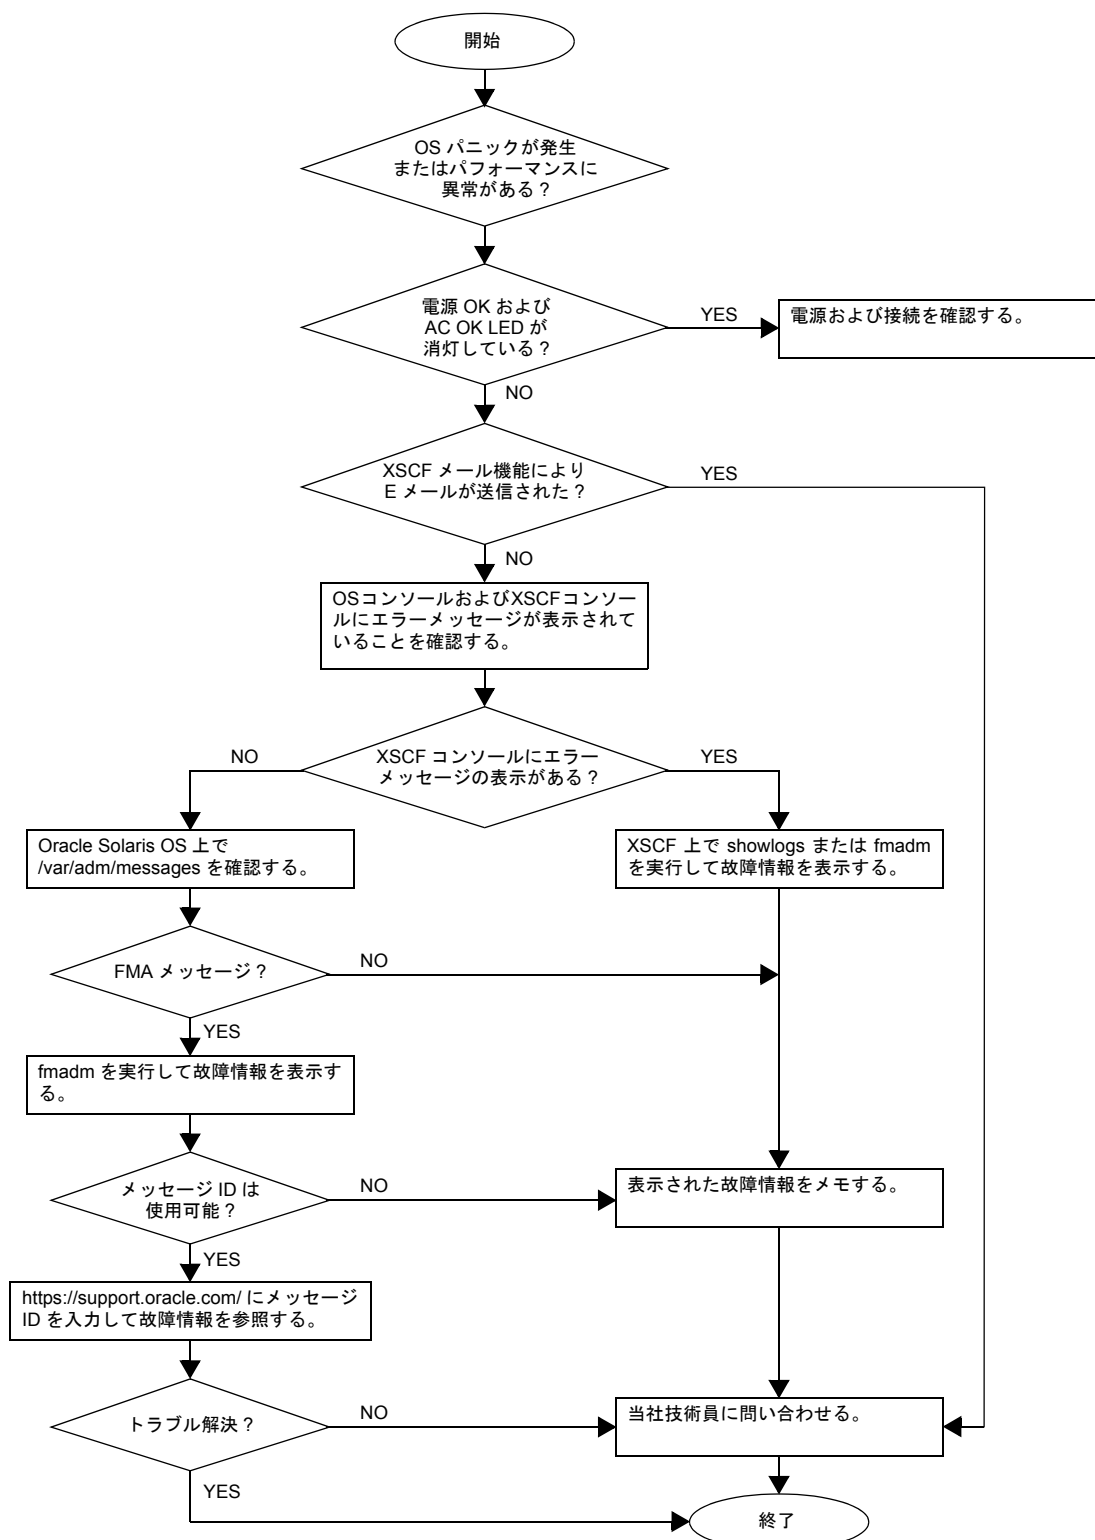 開始
OS パニックが発生
またはパフォーマンスに
異常がある？
電源 OK および
AC OK LED が
消灯している？
YES
電源および接続を確認する。
NO
XSCF メール機能により
E メールが送信された？
YES
NO
OSコンソールおよびXSCFコンソー
ルにエラーメッセージが表示されて
いることを確認する。
XSCF コンソールにエラー
メッセージの表示がある？
NO
YES
Oracle Solaris OS 上で
/var/adm/messages を確認する。
XSCF 上で showlogs または fmadm
を実行して故障情報を表示する。
FMA メッセージ？
NO
YES
fmadm を実行して故障情報を表示す
る。
メッセージ ID は
使用可能？
NO
表示された故障情報をメモする。
YES
https://support.oracle.com/ にメッセージ
ID を入力して故障情報を参照する。
トラブル解決？
NO
当社技術員に問い合わせる。
YES
終了